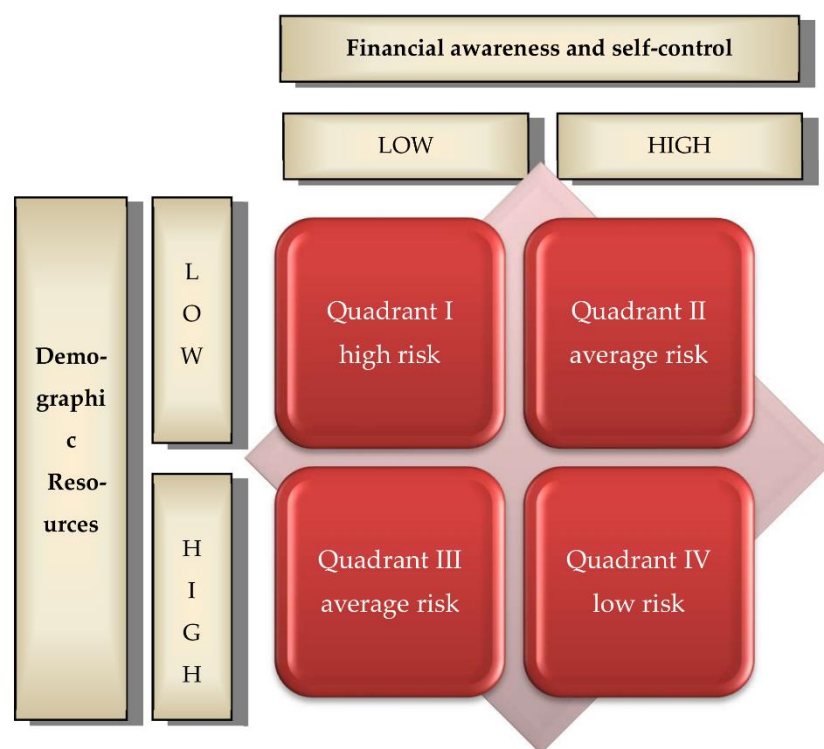 Financial awareness and self-control
LOW
HIGH
L
O
W
Quadrant I
high risk
Quadrant II
average risk
Demo-
graphi
c
Reso-
urces
H
I
G
H
Quadrant III
average risk
Quadrant IV
low risk